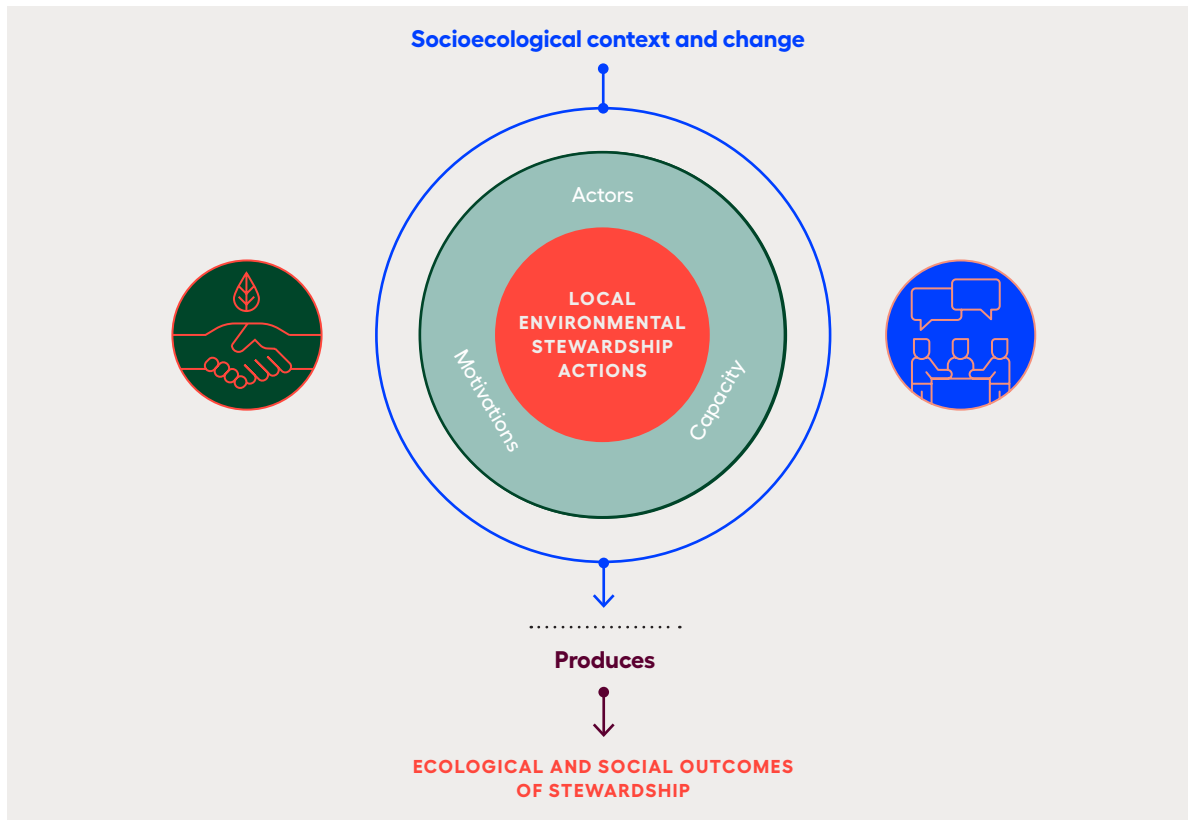 Socioecological context and change
Actors
LOCAL
ENVIRONMENTAL
STEWARDSHIP
ACTIONS
Motivations
Capacity
Produces
ECOLOGICAL AND SOCIAL OUTCOMES
OF STEWARDSHIP